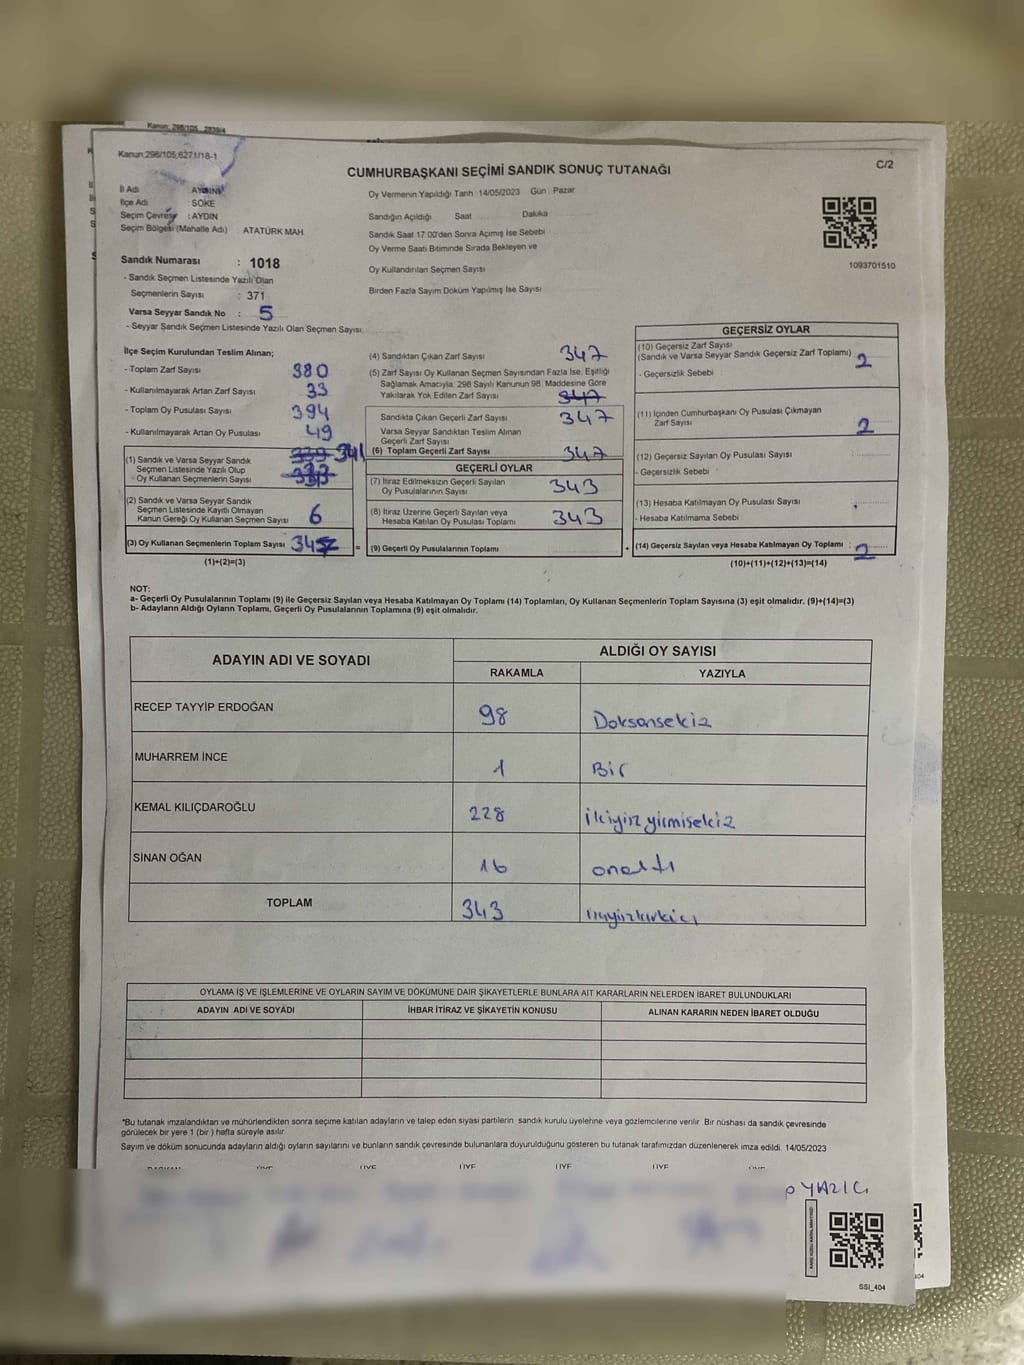 Kanun; 298/105, 2839/4
Kanun;298/105;6271/18-1
C/2
CUMHURBAŞKANI SEÇİMİ SANDIK SONUÇ TUTANAĞI
İl Adı : AYDIN
İlçe Adı : SÖKE
Seçim Çevresi : AYDIN
Seçim Bölgesi (Mahalle Adı) ATATÜRK MAH.
Oy Vermenin Yapıldığı Tarih : 14/05/2023 Gün : Pazar
Sandığın Açıldığı Saat Dakika
Sandık Saat 17:00'den Sonra Açımış İse Sebebi
Oy Verme Saati Bitiminde Sırada Bekleyen ve
Oy Kullandırılan Seçmen Sayısı
Birden Fazla Sayım Döküm Yapılmış İse Sayısı
1093701510
Sandık Numarası : 1018
- Sandık Seçmen Listesinde Yazılı Olan
Seçmenlerin Sayısı : 371
Varsa Seyyar Sandık No : 5
- Seyyar Sandık Seçmen Listesinde Yazılı Olan Seçmen Sayısı
İlçe Seçim Kurulundan Teslim Alınan;
- Toplam Zarf Sayısı 380
- Kullanılmayarak Artan Zarf Sayısı 33
- Toplam Oy Pusulası Sayısı 394
- Kullanılmayarak Artan Oy Pusulası 49
(1) Sandık ve Varsa Seyyar Sandık 341
Seçmen Listesinde Yazılı Olup
Oy Kullanan Seçmenlerin Sayısı
(2) Sandık ve Varsa Seyyar Sandık
Seçmen Listesinde Kayıtlı Olmayan
Kanun Gereği Oy Kullanan Seçmen Sayısı 6
(3) Oy Kullanan Seçmenlerin Toplam Sayısı
(1)+(2)=(3)
(4) Sandıktan Çıkan Zarf Sayısı 347
(5) Zarf Sayısı Oy Kullanan Seçmen Sayısından Fazla İse, Eşitliği
Sağlamak Amacıyla; 298 Sayılı Kanunun 98. Maddesine Göre
Yakılarak Yok Edilen Zarf Sayısı 347
Sandıkta Çıkan Geçerli Zarf Sayısı 347
Varsa Seyyar Sandıktan Teslim Alınan
Geçerli Zarf Sayısı
(6) Toplam Geçerli Zarf Sayısı 347
GEÇERLİ OYLAR
(7) İtiraz Edilmeksizin Geçerli Sayılan
Oy Pusulalarının Sayısı 343
(8) İtiraz Üzerine Geçerli Sayılan veya
Hesaba Katılan Oy Pusulası Toplamı 343
= (9) Geçerli Oy Pusulalarının Toplamı +
GEÇERSİZ OYLAR
(10) Geçersiz Zarf Sayısı
(Sandık ve Varsa Seyyar Sandık Geçersiz Zarf Toplamı) 2
- Geçersizlik Sebebi
(11) İçinden Cumhurbaşkanı Oy Pusulası Çıkmayan
Zarf Sayısı 2
(12) Geçersiz Sayılan Oy Pusulası Sayısı :
- Geçersizlik Sebebi
(13) Hesaba Katılmayan Oy Pusulası Sayısı
- Hesaba Katılmama Sebebi
(14) Geçersiz Sayılan veya Hesaba Katılmayan Oy Toplamı : 2
(10)+(11)+(12)+(13)=(14)
NOT:
a- Geçerli Oy Pusulalarının Toplamı (9) ile Geçersiz Sayılan veya Hesaba Katılmayan Oy Toplamı (14) Toplamları, Oy Kullanan Seçmenlerin Toplam Sayısına (3) eşit olmalıdır. (9)+(14)=(3)
b- Adayların Aldığı Oyların Toplamı, Geçerli Oy Pusulalarının Toplamına (9) eşit olmalıdır.
ADAYIN ADI VE SOYADI ALDIĞI OY SAYISI
RAKAMLA YAZIYLA
RECEP TAYYİP ERDOĞAN 98 Doksansekiz
MUHARREM İNCE 1 Bir
KEMAL KILIÇDAROĞLU 228 ikiyüzyirmisekiz
SİNAN OĞAN 16 onaltı
TOPLAM 343
OYLAMA İŞ VE İŞLEMLERİNE VE OYLARIN SAYIM VE DÖKÜMÜNE DAİR ŞİKAYETLERLE BUNLARA AİT KARARLARIN NELERDEN İBARET BULUNDUKLARI
ADAYIN ADI VE SOYADI İHBAR İTİRAZ VE ŞİKAYETİN KONUSU ALINAN KARARIN NEDEN İBARET OLDUĞU
*Bu tutanak imzalandıktan ve mühürlendikten sonra seçime katılan adayların ve talep eden siyasi partilerin sandık kurulu üyelerine veya gözlemcilerine verilir. Bir nüshası da sandık çevresinde
görülecek bir yere 1 (bir) hafta süreyle asılır.
Sayım ve döküm sonucunda adayların aldığı oyların sayılarını ve bunların sandık çevresinde bulunanlara duyurulduğunu gösteren bu tutanak tarafımızdan düzenlenerek imza edildi. 14/05/2023
YAZICI
SSI_404